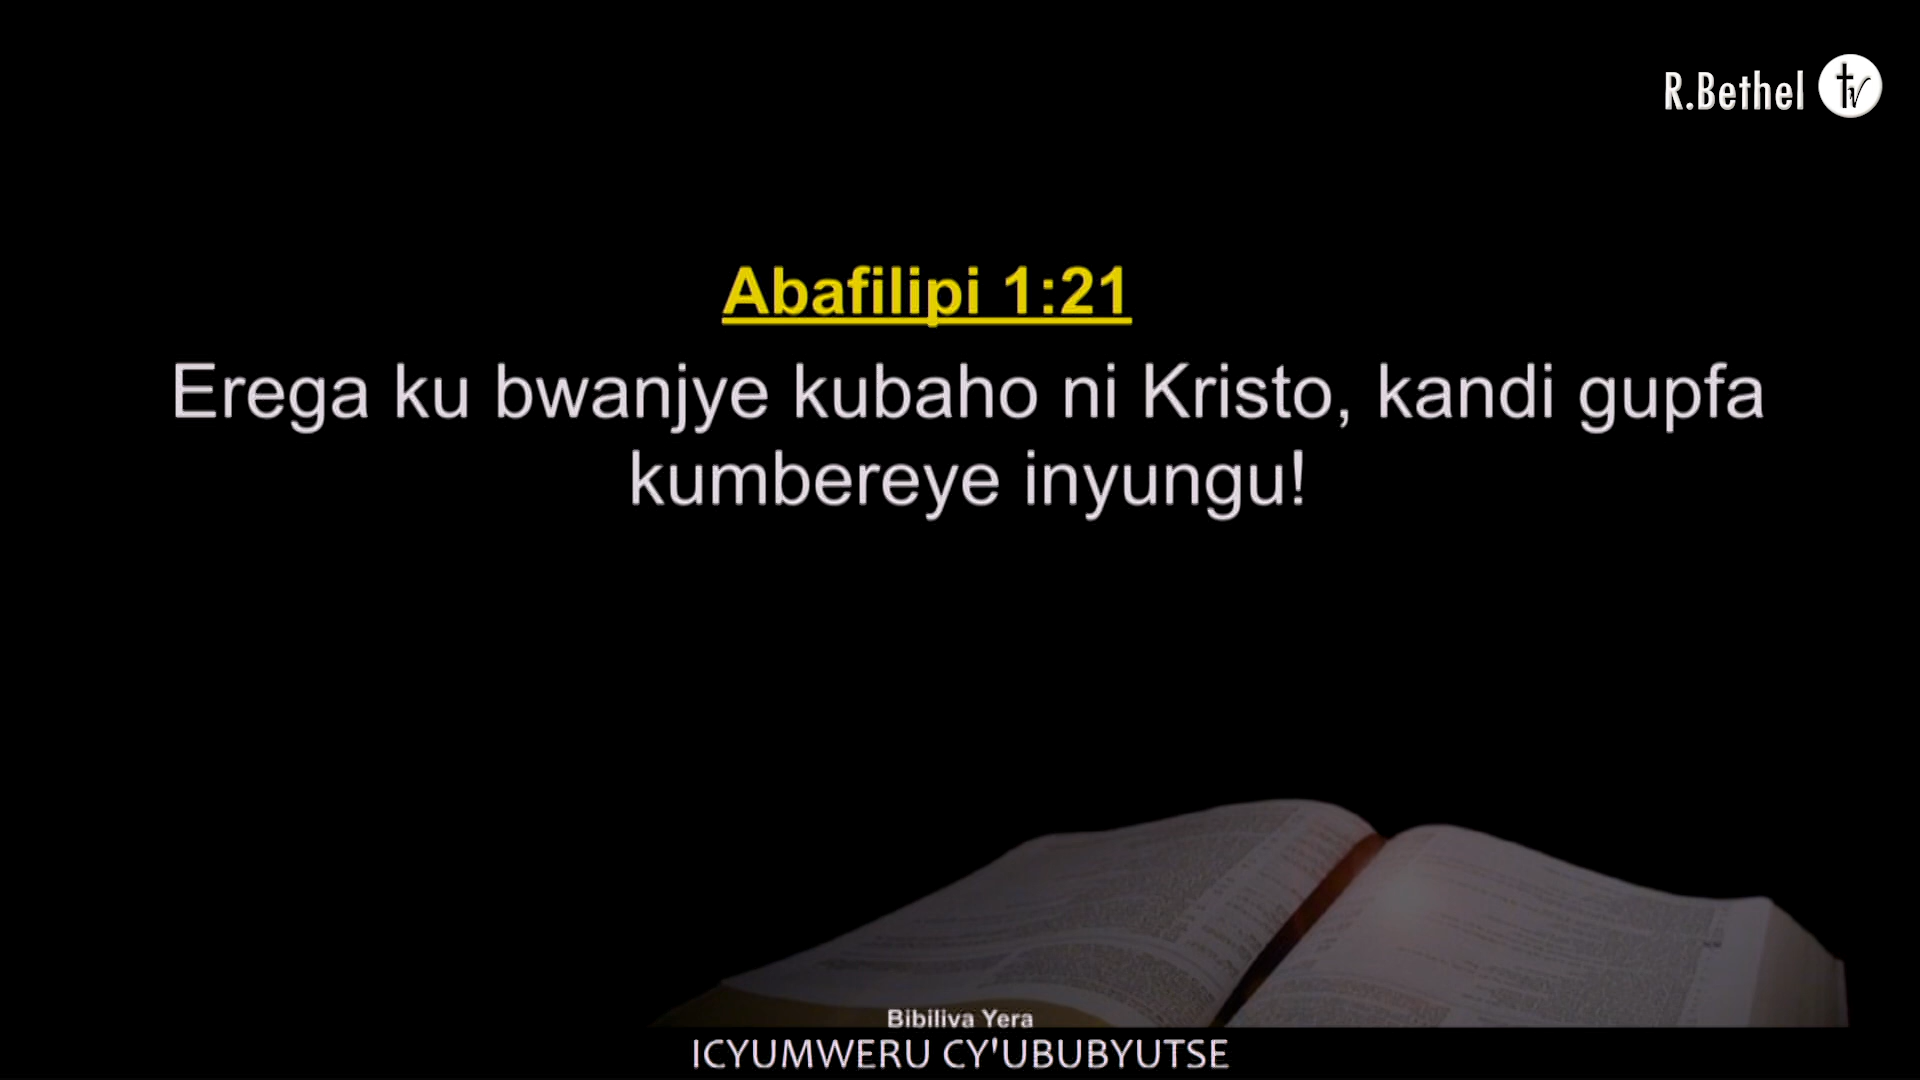 R.Bethel tv
Abafilipi 1:21
Erega ku bwanjye kubaho ni Kristo, kandi gupfa
kumbereye inyungu!
Bibiliya Yera
ICYUMWERU CY'UBUBYUTSE